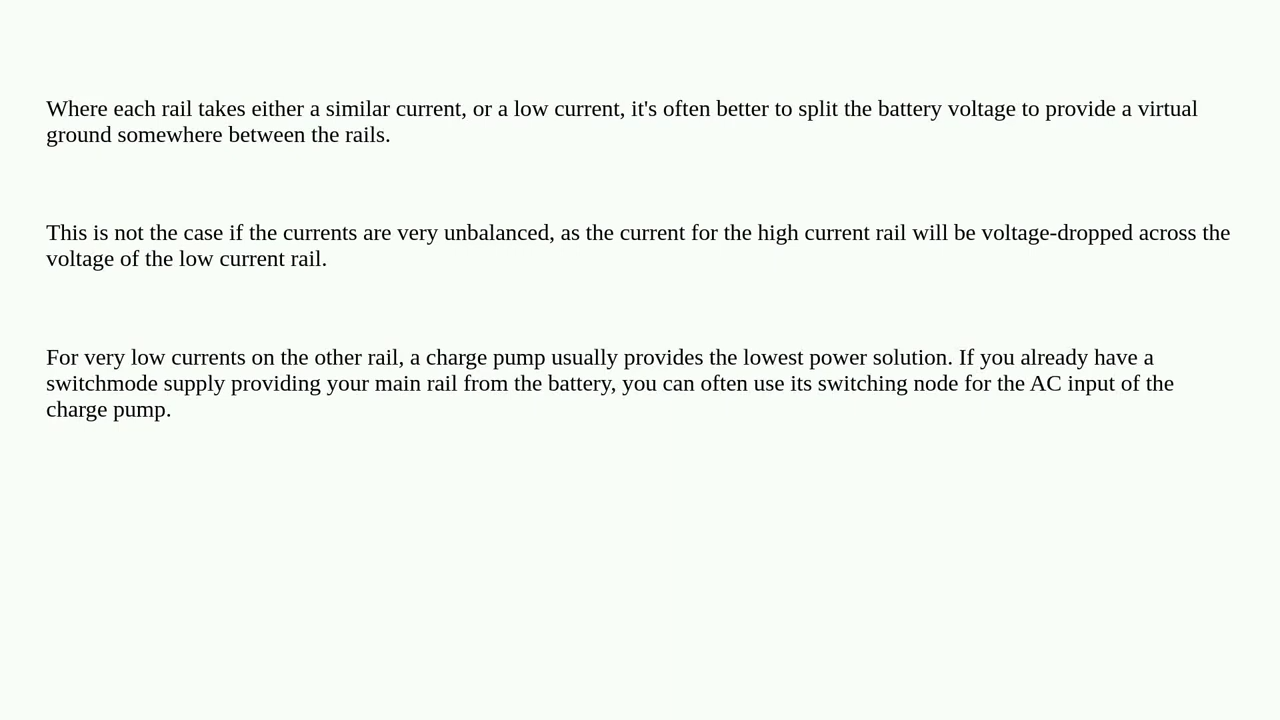 Where each rail takes either a similar current, or a low current, it's often better to split the battery voltage to provide a virtual
ground somewhere between the rails.
This is not the case if the currents are very unbalanced, as the current for the high current rail will be voltage-dropped across the
voltage of the low current rail.
For very low currents on the other rail, a charge pump usually provides the lowest power solution. If you already have a
switchmode supply providing your main rail from the battery, you can often use its switching node for the AC input of the
charge pump.